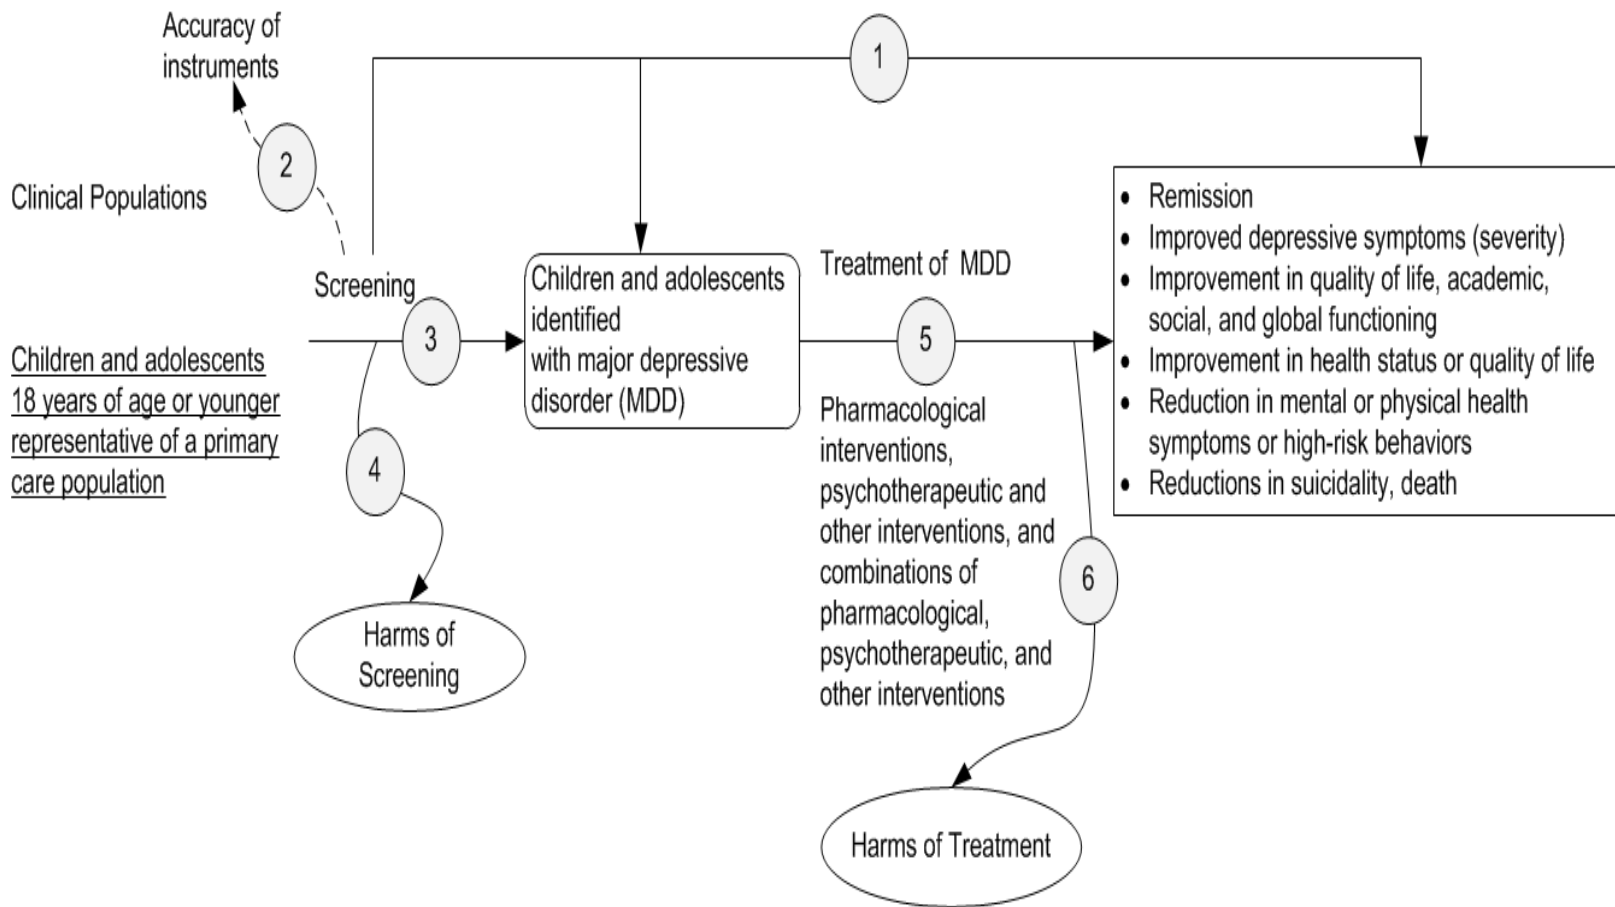 Accuracy of
instruments
1
2
Clinical Populations
Screening
3
Children and adolescents
18 years of age or younger
representative of a primary
care population
4
Harms of
Screening
Children and adolescents
identified
with major depressive
disorder (MDD)
Treatment of MDD
5
Pharmacological
interventions,
psychotherapeutic and
other interventions, and
combinations of
pharmacological,
psychotherapeutic, and
other interventions
6
Harms of Treatment
• Remission
• Improved depressive symptoms (severity)
• Improvement in quality of life, academic,
social, and global functioning
• Improvement in health status or quality of life
• Reduction in mental or physical health
symptoms or high-risk behaviors
• Reductions in suicidality, death